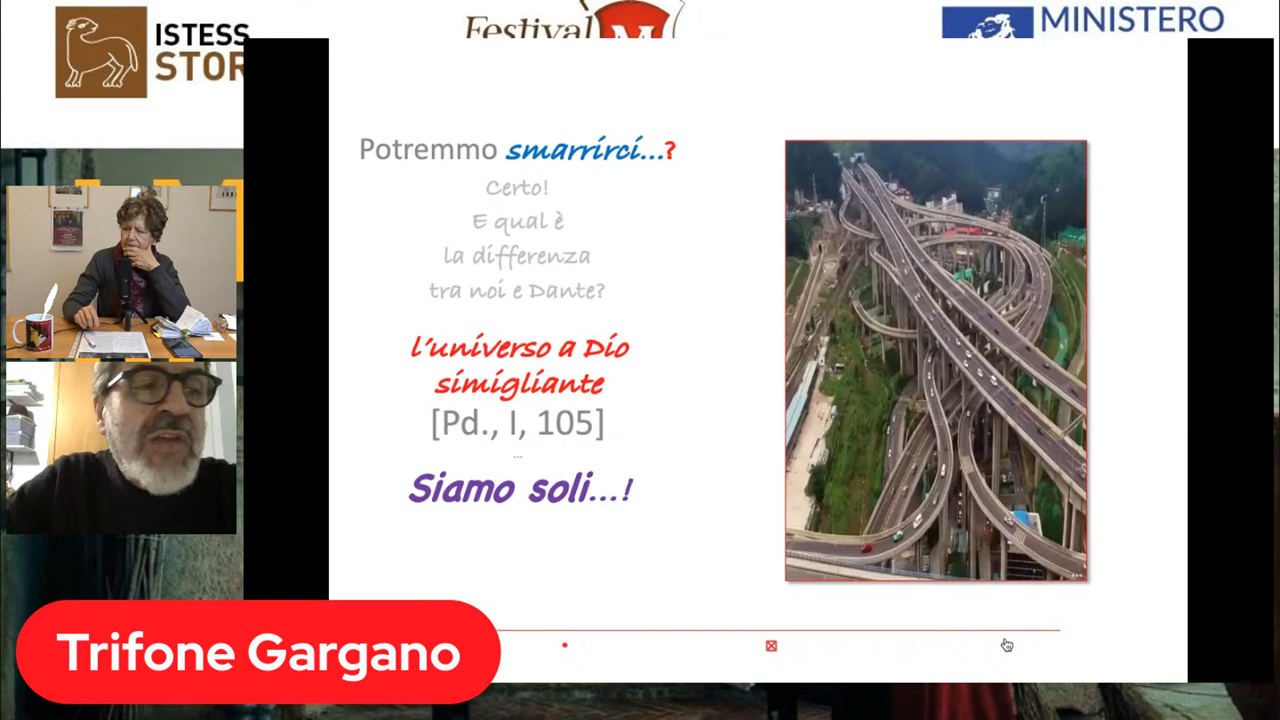 ISTESS
STOR
Festival
M
MINISTERO
Potremmo smarrirci...?
Certo!
E qual è
la differenza
tra noi e Dante?
l'universo a Dio
simigliante
[Pd., I, 105]
...
Siamo soli...!
Trifone Gargano